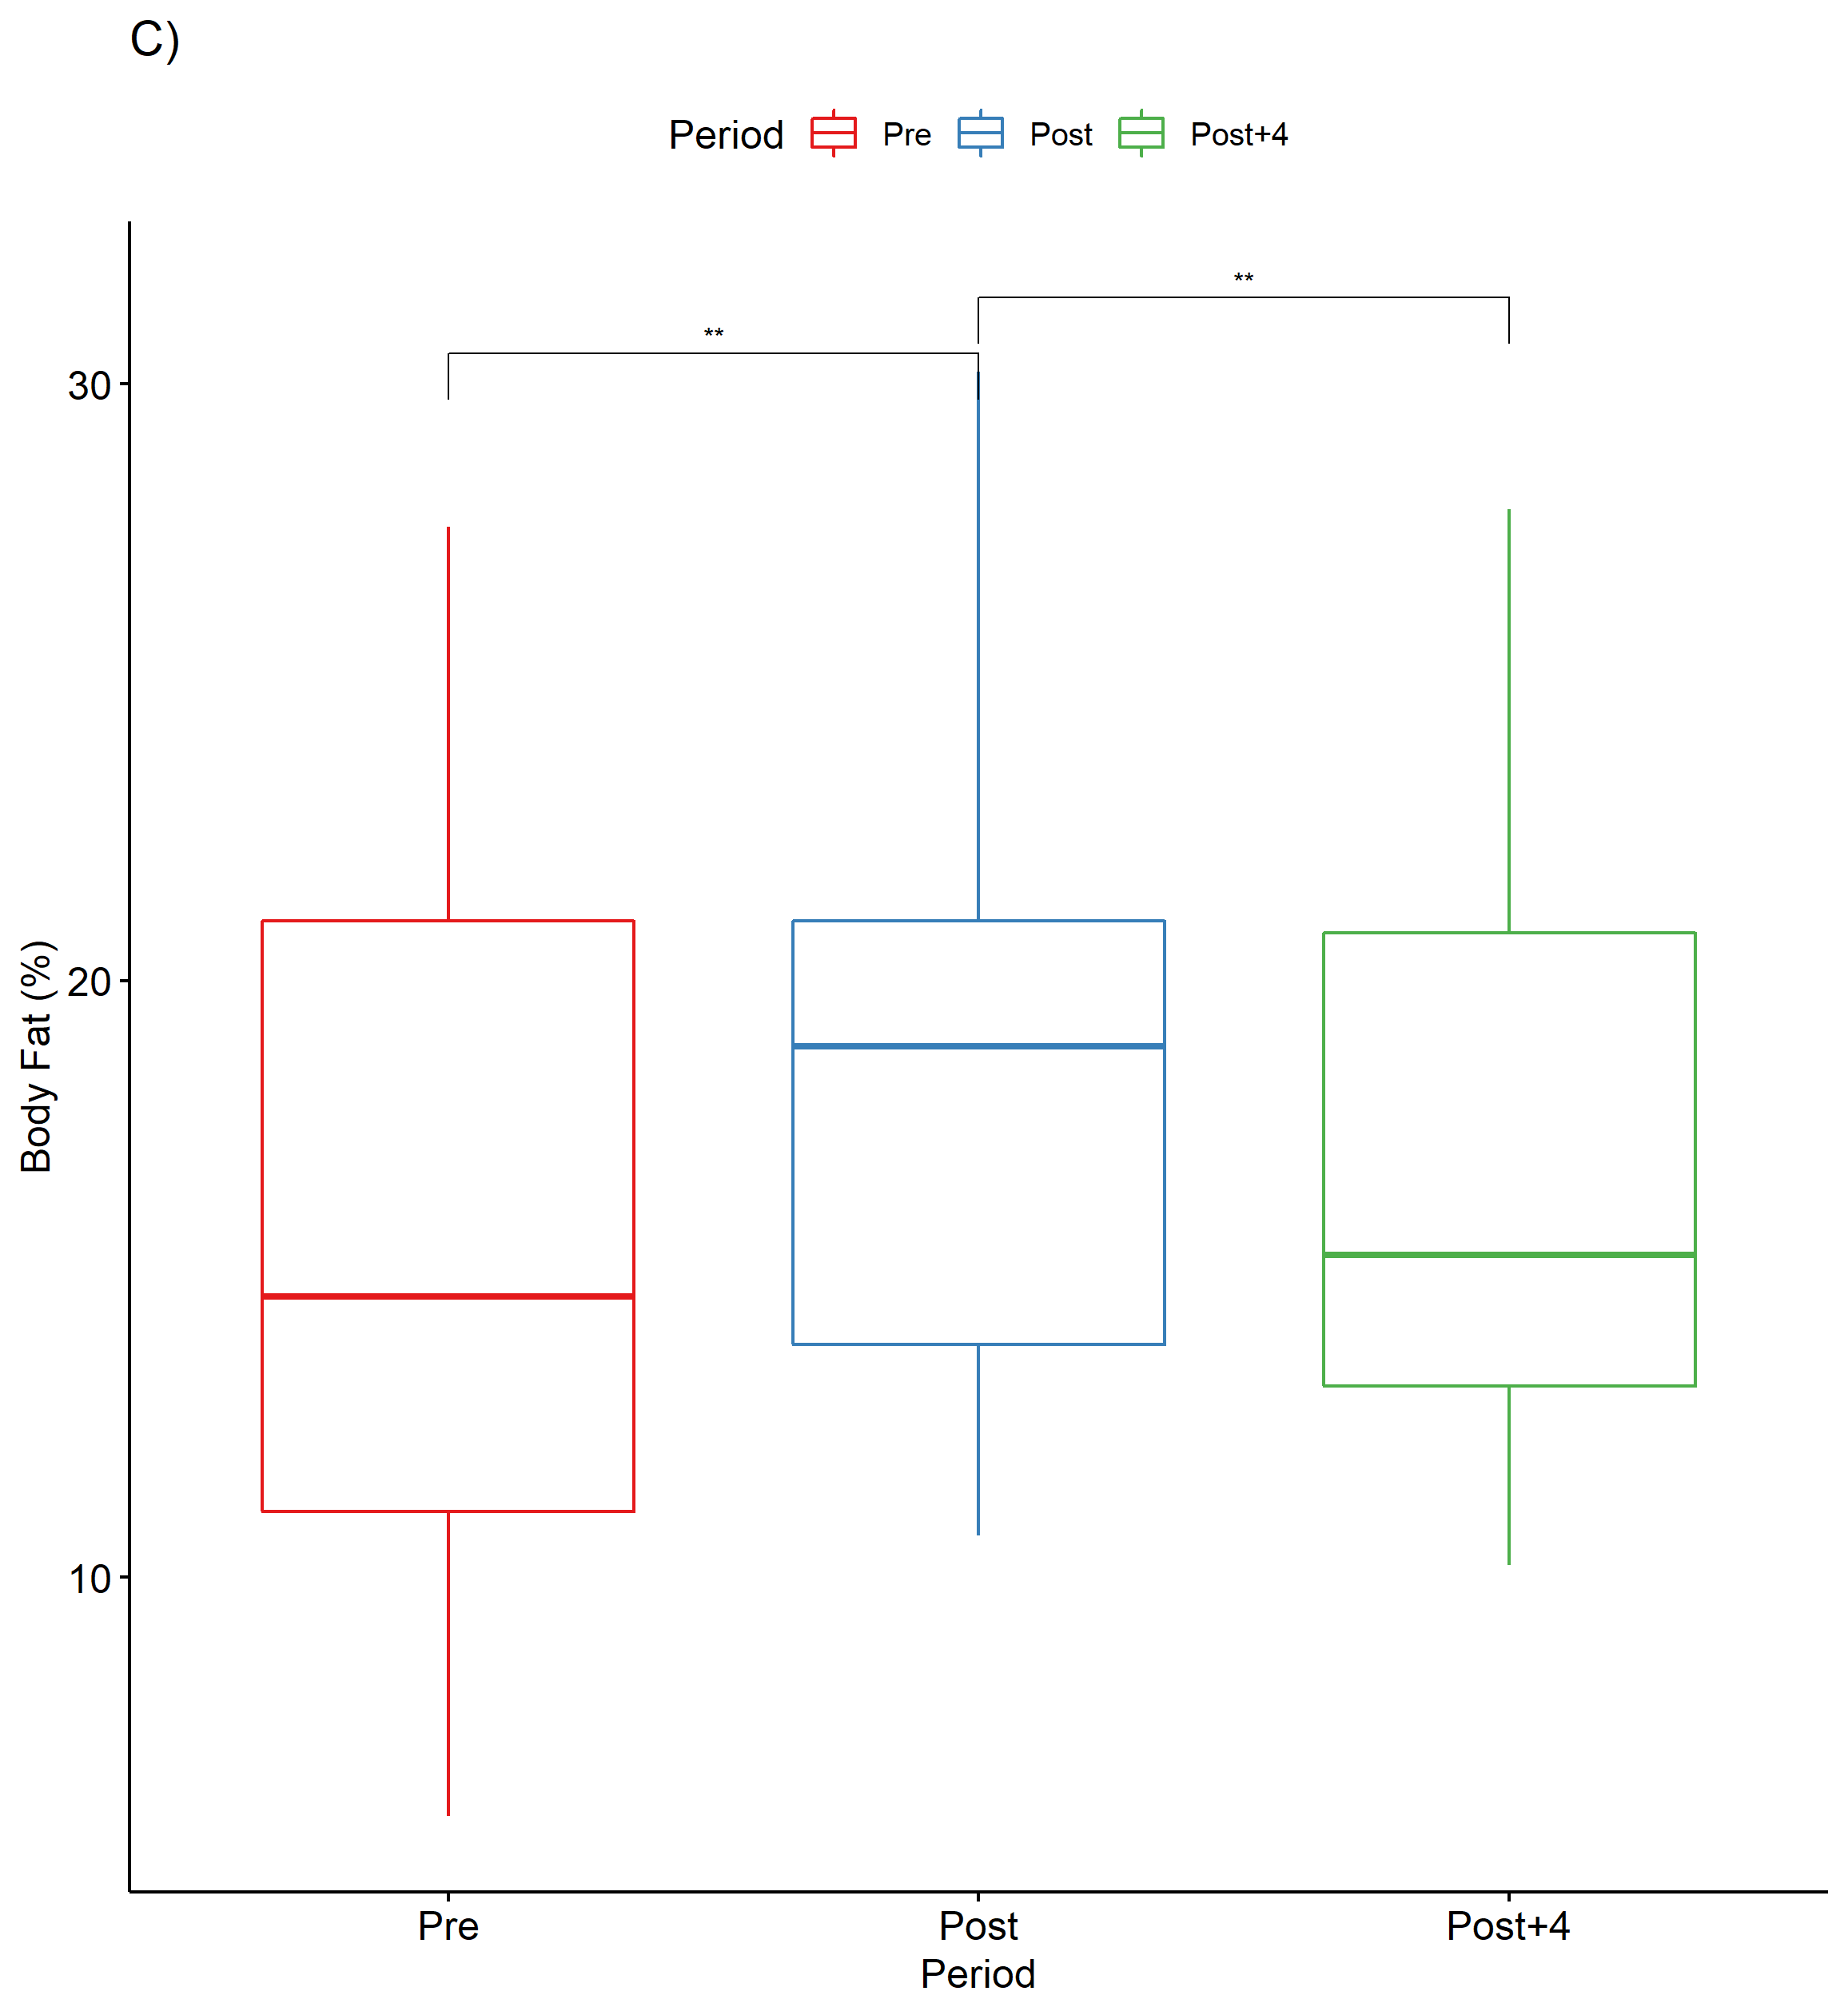 C)
Period Pre Post Post+4
**
**
30
20
10
Body Fat (%)
Pre Post Post+4
Period